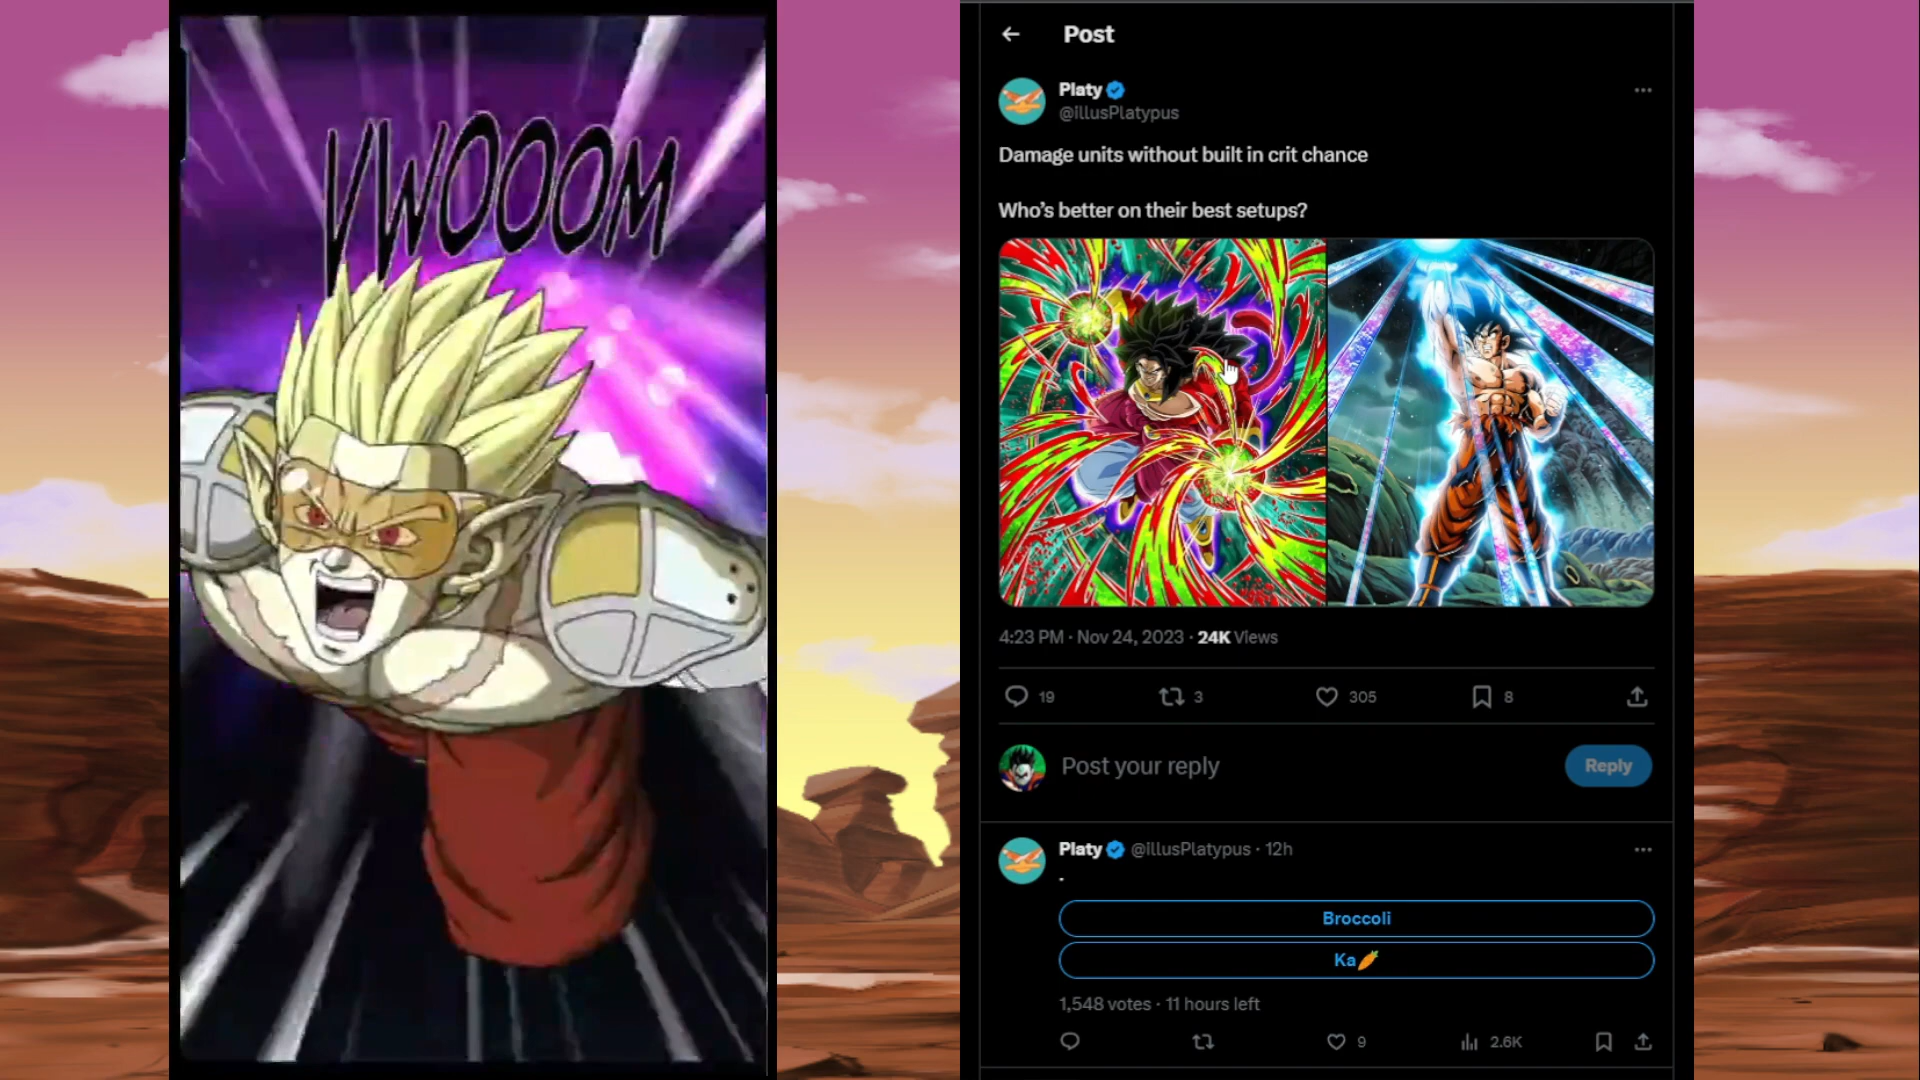 VWOOOM
Post
Platy
@illusPlatypus
Damage units without built in crit chance
Who's better on their best setups?
4:23 PM · Nov 24, 2023 · 24K Views
19 3 305 8
Post your reply
Reply
Platy @illusPlatypus · 12h
.
Broccoli
Ka🥕
1,548 votes · 11 hours left
9 2.6K